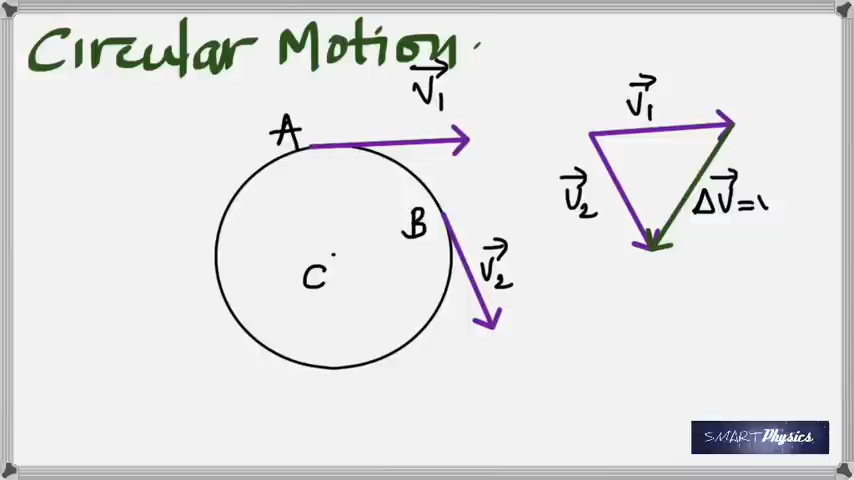 Circular Motion
V₁
A
V₁
B
V₂
ΔV =
V₂
C
SMARTPhysics